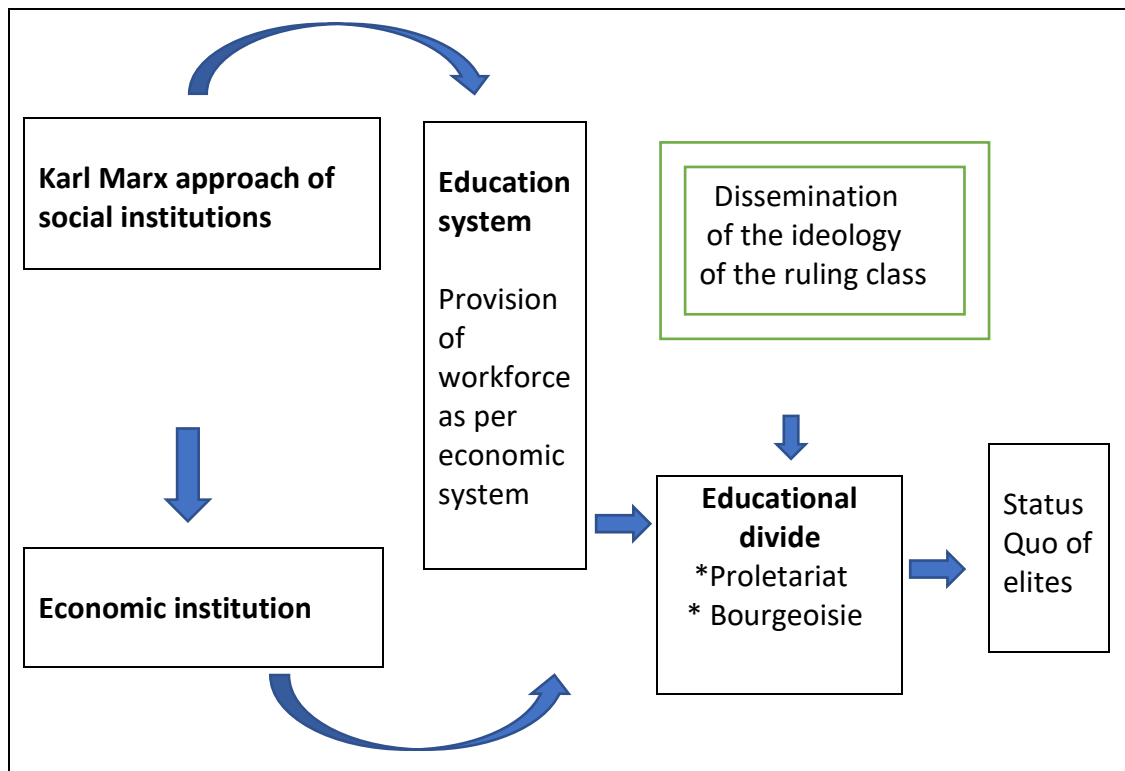 Karl Marx approach of
social institutions
Education
system
Provision
of
workforce
as per
economic
system
Dissemination
of the ideology
of the ruling class
Economic institution
Educational
divide
*Proletariat
* Bourgeoisie
Status
Quo of
elites